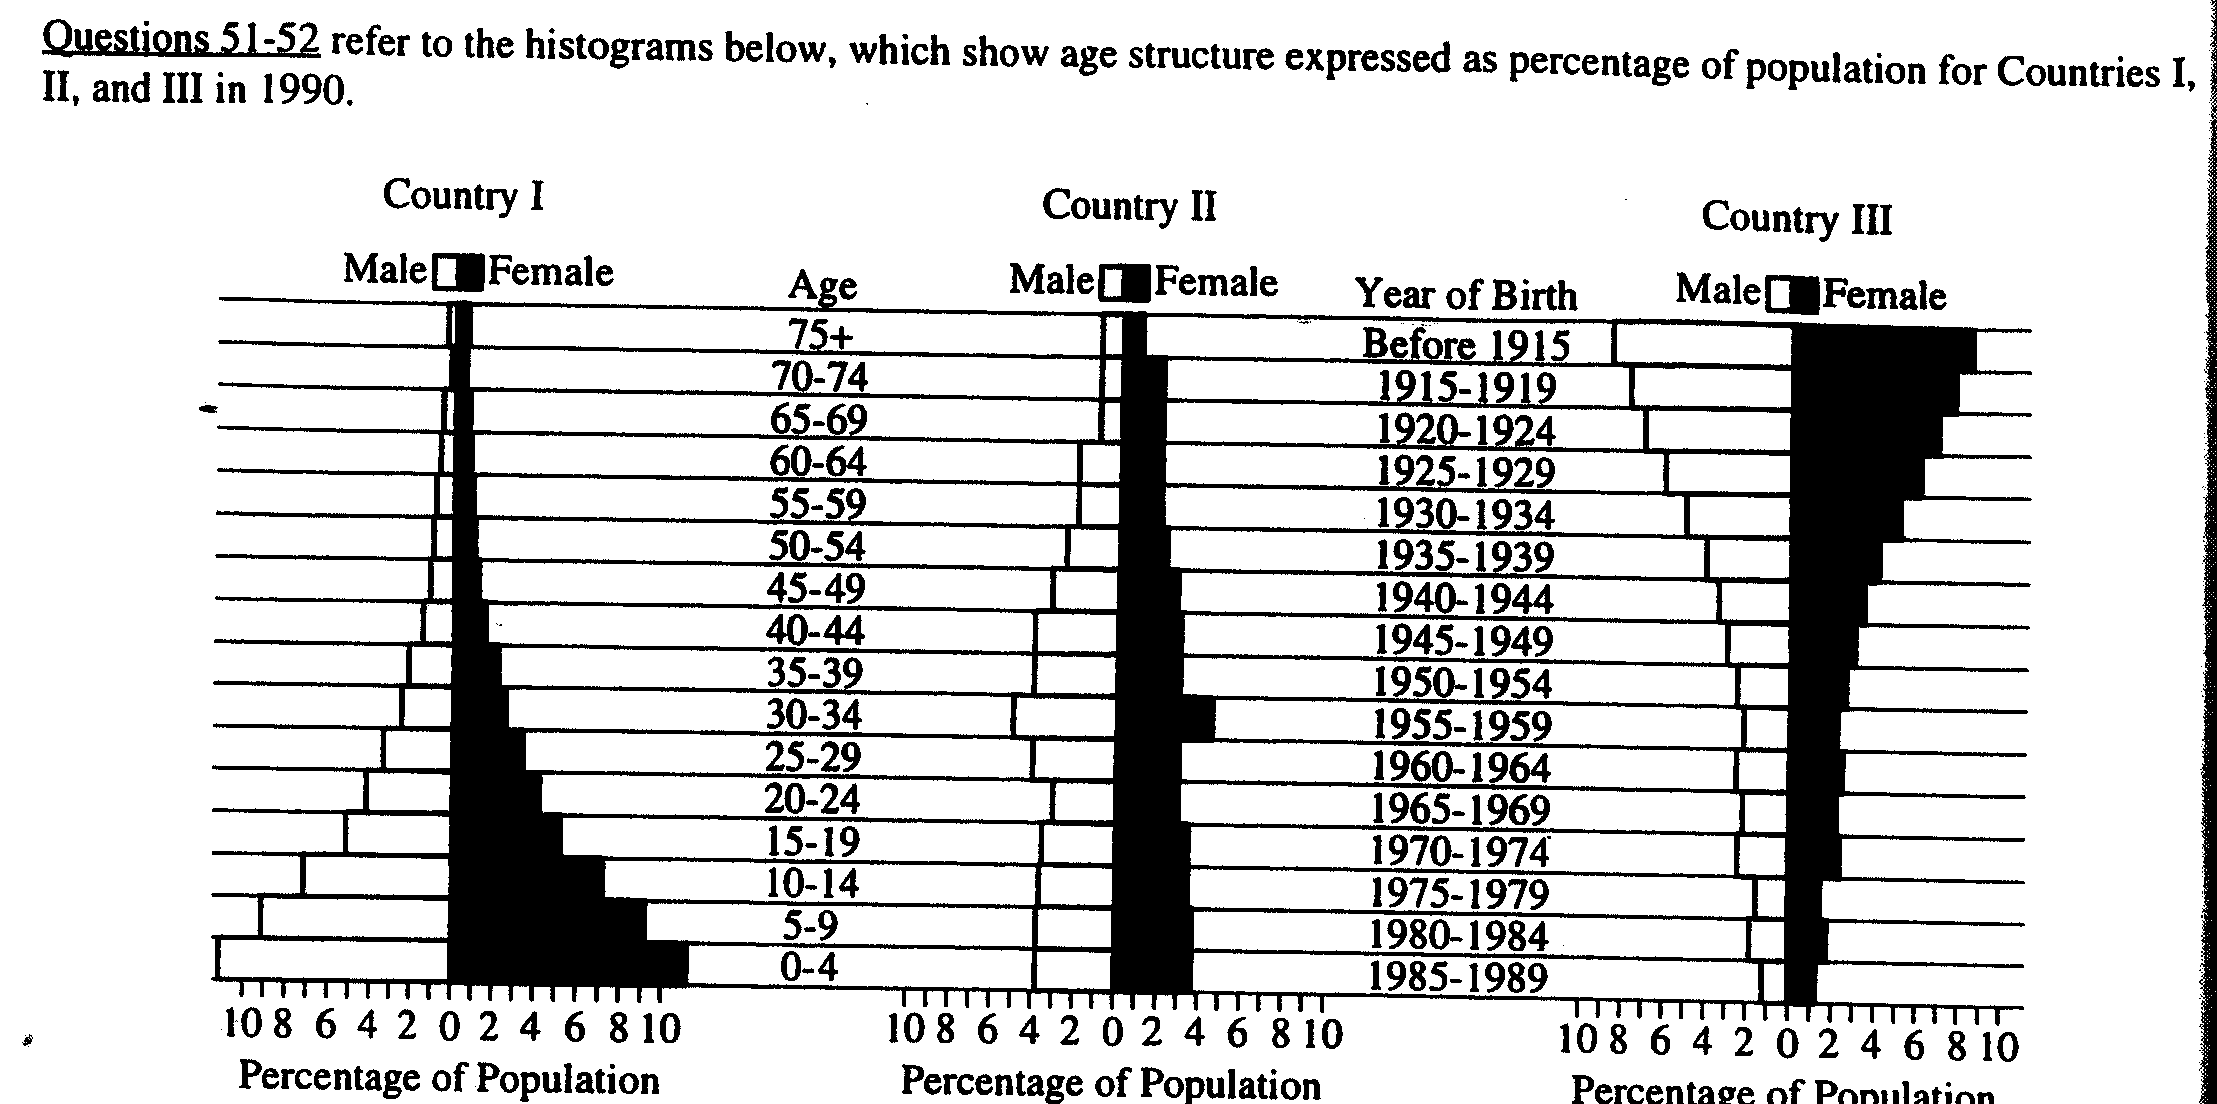 Questions 51-52 refer to the histograms below, which show age structure expressed as percentage of population for Countries I,
II, and III in 1990.
Country I
Country II
Country III
Male Female
Age
Male Female
Year of Birth
Male Female
75+
Before 1915
70-74
1915-1919
65-69
1920-1924
60-64
1925-1929
55-59
1930-1934
50-54
1935-1939
45-49
1940-1944
40-44
1945-1949
35-39
1950-1954
30-34
1955-1959
25-29
1960-1964
20-24
1965-1969
15-19
1970-1974
10-14
1975-1979
5-9
1980-1984
0-4
1985-1989
10 8 6 4 2 0 2 4 6 8 10
10 8 6 4 2 0 2 4 6 8 10
10 8 6 4 2 0 2 4 6 8 10
Percentage of Population
Percentage of Population
Percentage of Population